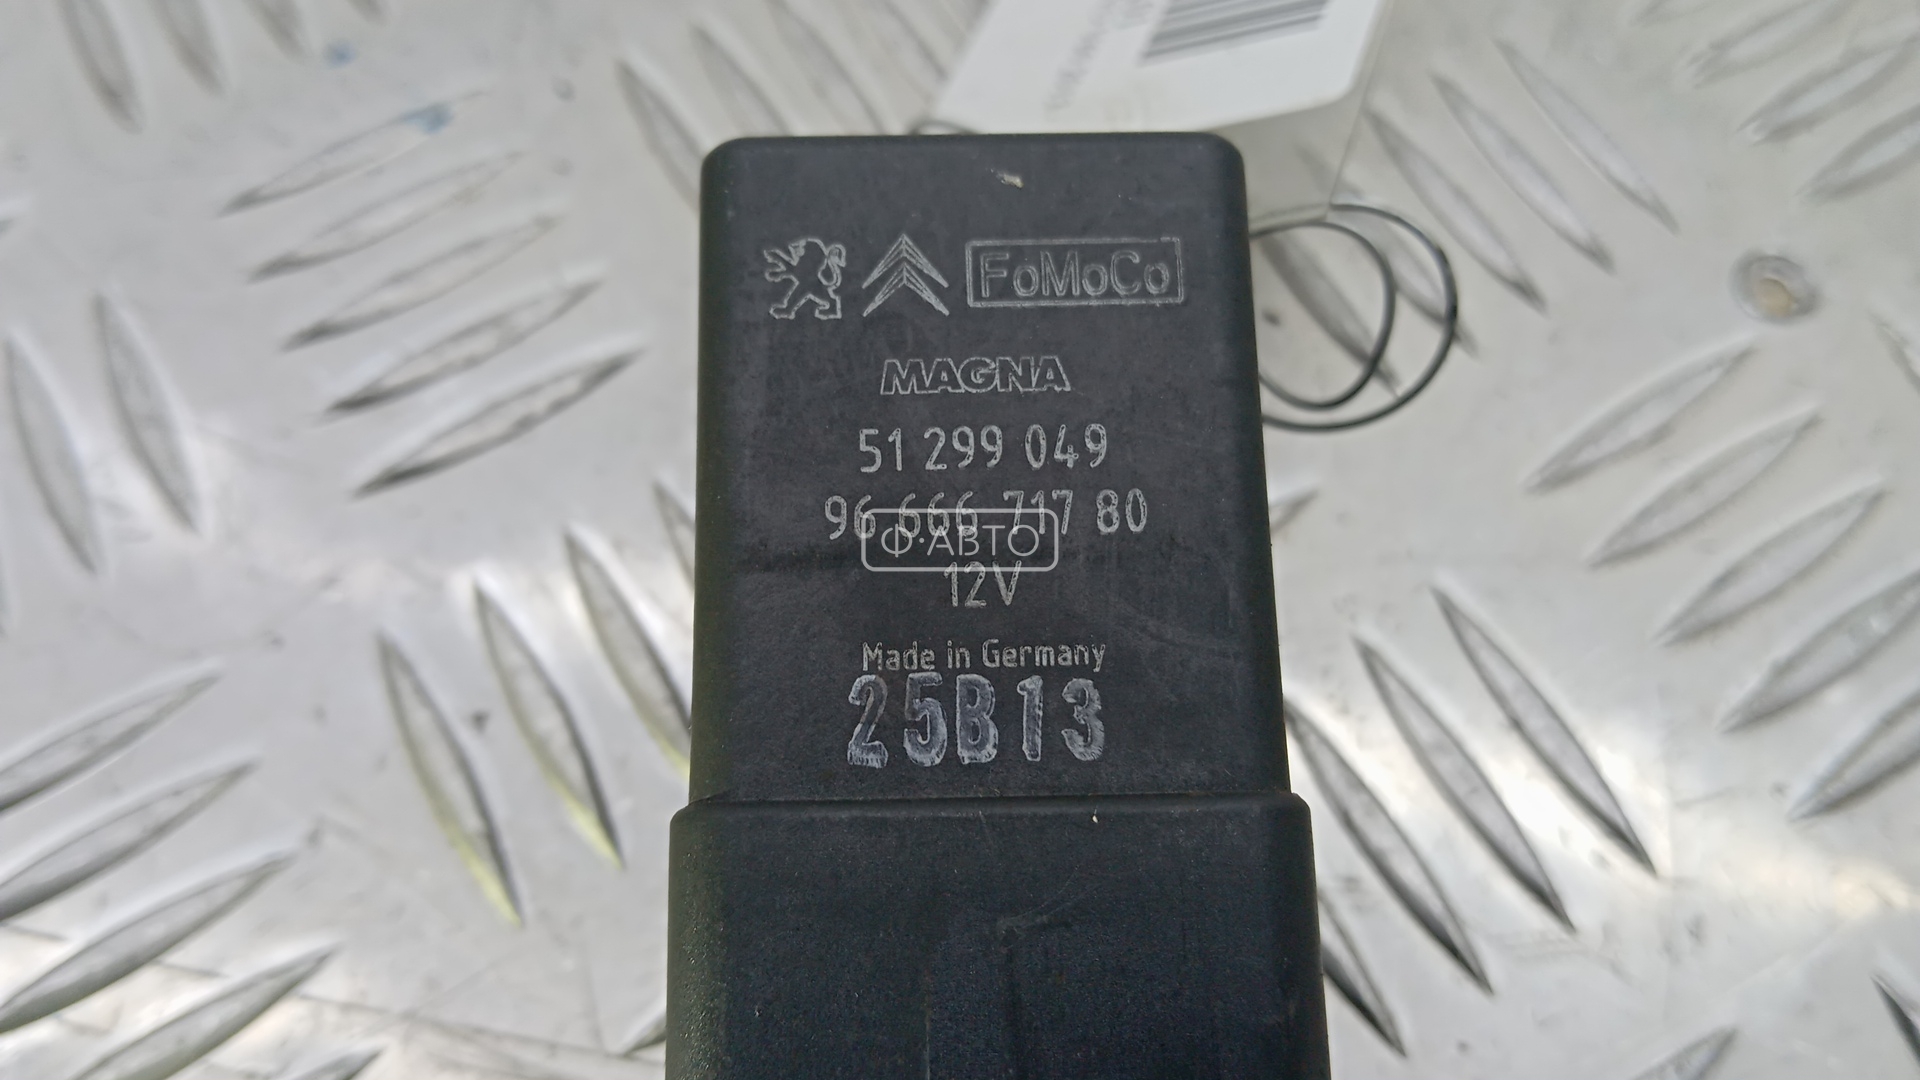 FoMoCo
MAGNA
51 299 049
96 666 717 80
Ф·АВТО
12V
Made in Germany
25B13